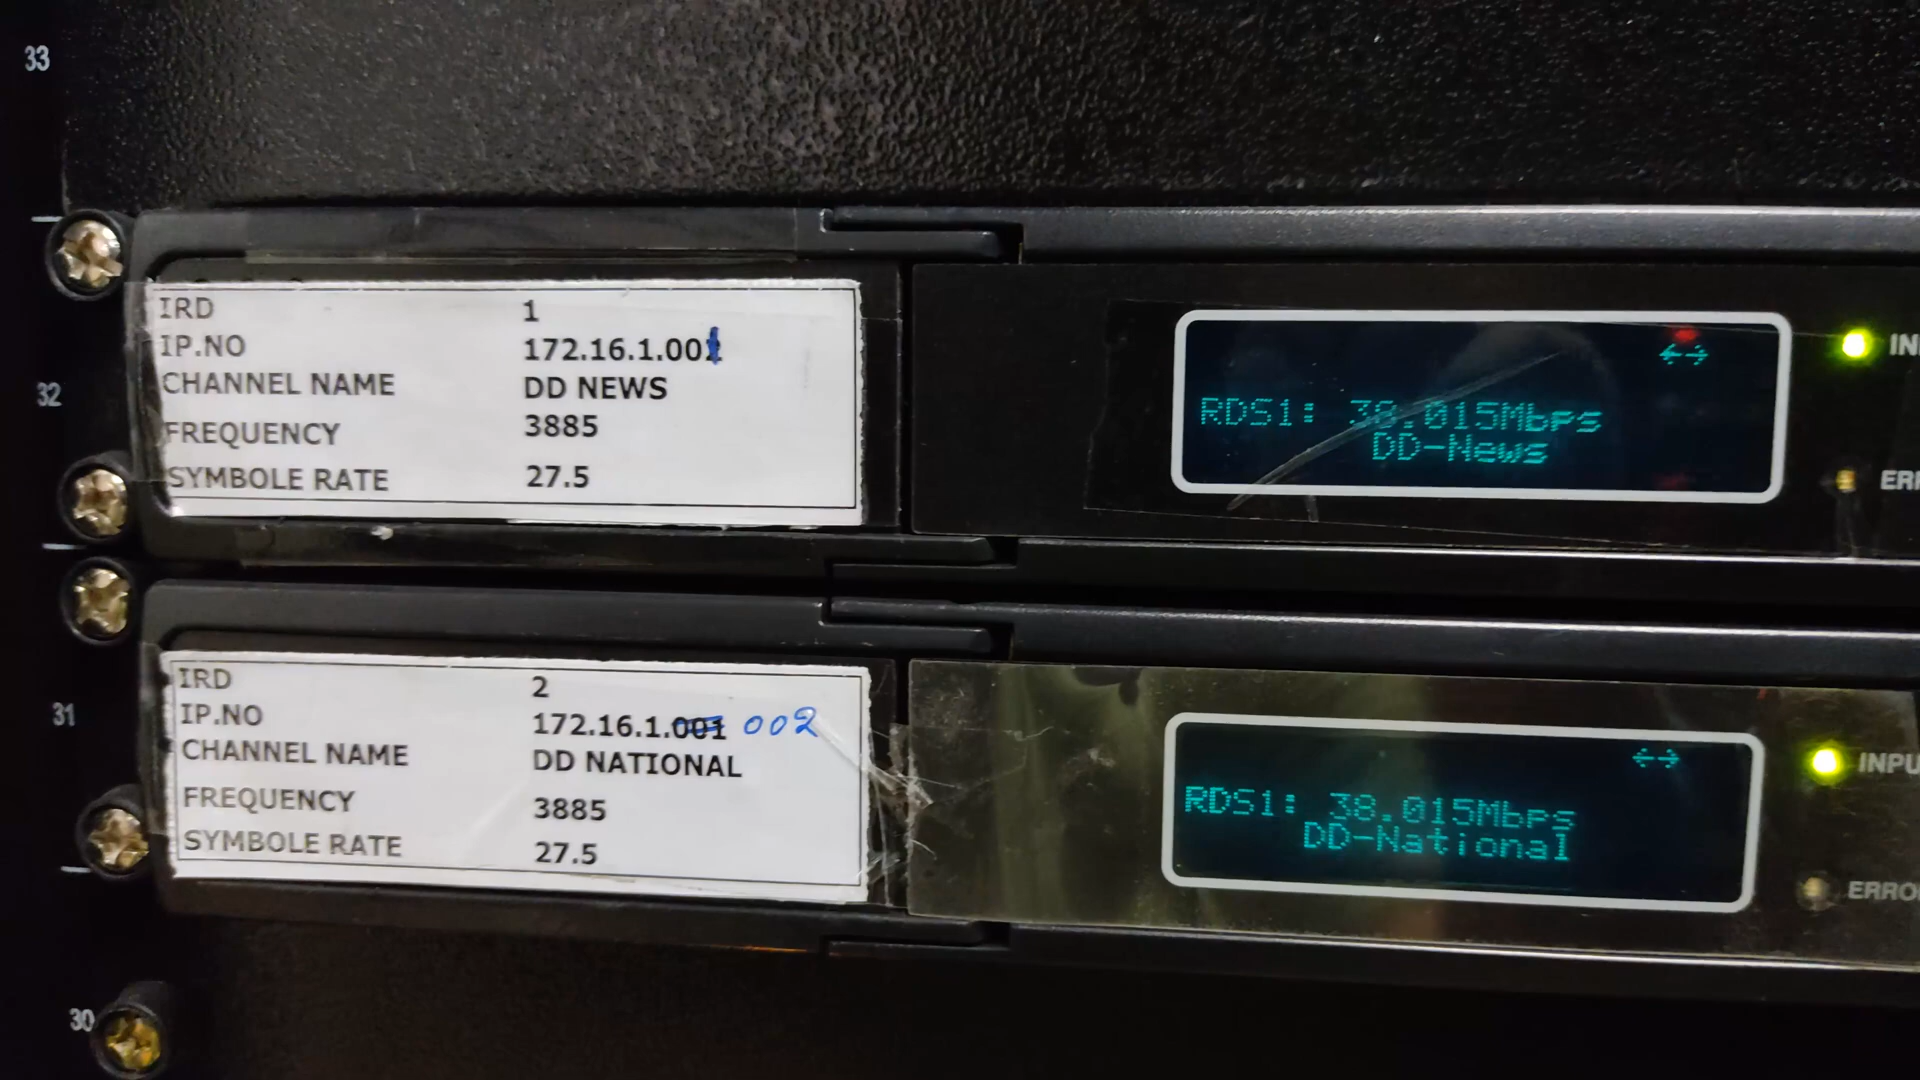 33
32
31
30
IRD 1
IP.NO 172.16.1.001
CHANNEL NAME DD NEWS
FREQUENCY 3885
SYMBOLE RATE 27.5
RDS1: 38.015Mbps
DD-News
IRD 2
IP.NO 172.16.1.001 002
CHANNEL NAME DD NATIONAL
FREQUENCY 3885
SYMBOLE RATE 27.5
RDS1: 38.015Mbps
DD-National
INPU
ERRO